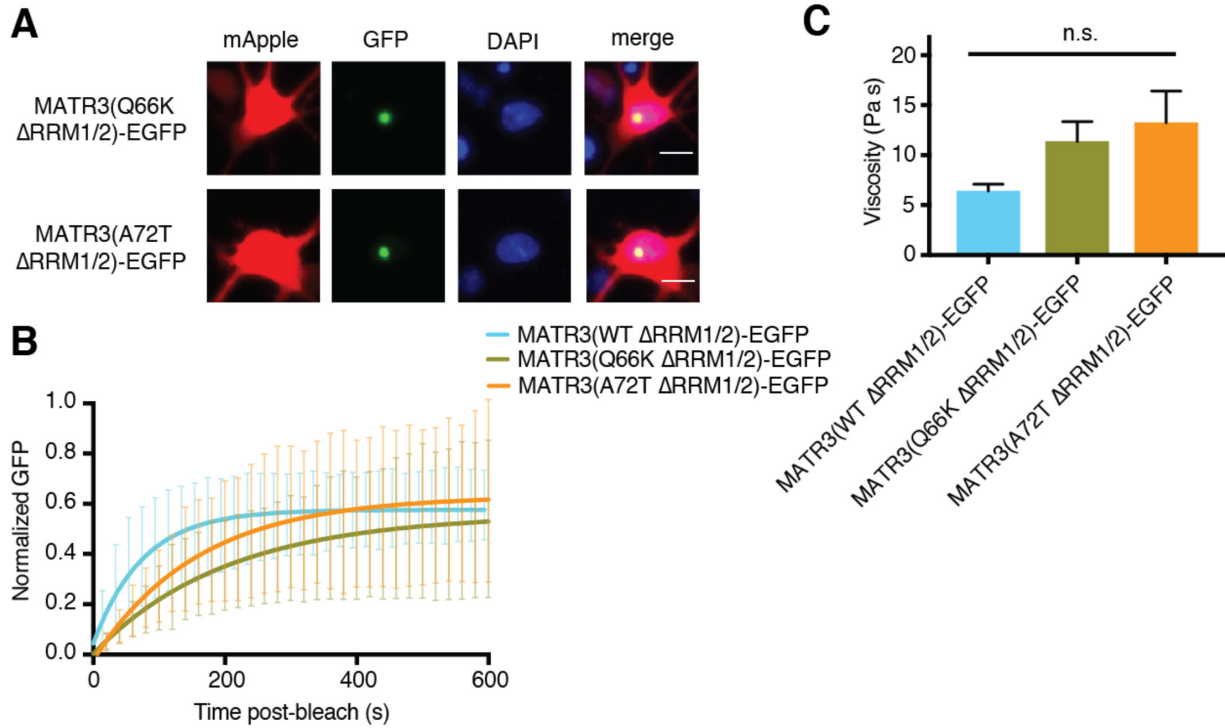 A
mApple
GFP
DAPI
merge
MATR3(Q66K
ΔRRM1/2)-EGFP
MATR3(A72T
ΔRRM1/2)-EGFP
B
MATR3(WT ΔRRM1/2)-EGFP
MATR3(Q66K ΔRRM1/2)-EGFP
MATR3(A72T ΔRRM1/2)-EGFP
Normalized GFP
1.0
0.8
0.6
0.4
0.2
0.0
0
200
400
600
Time post-bleach (s)
C
n.s.
Viscosity (Pa s)
20
15
10
5
0
MATR3(WT ΔRRM1/2)-EGFP
MATR3(Q66K ΔRRM1/2)-EGFP
MATR3(A72T ΔRRM1/2)-EGFP